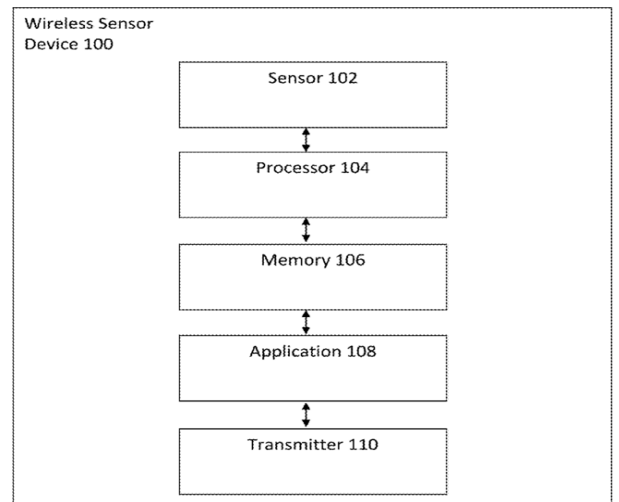 Wireless Sensor
Device 100
Sensor 102
Processor 104
Memory 106
Application 108
Transmitter 110